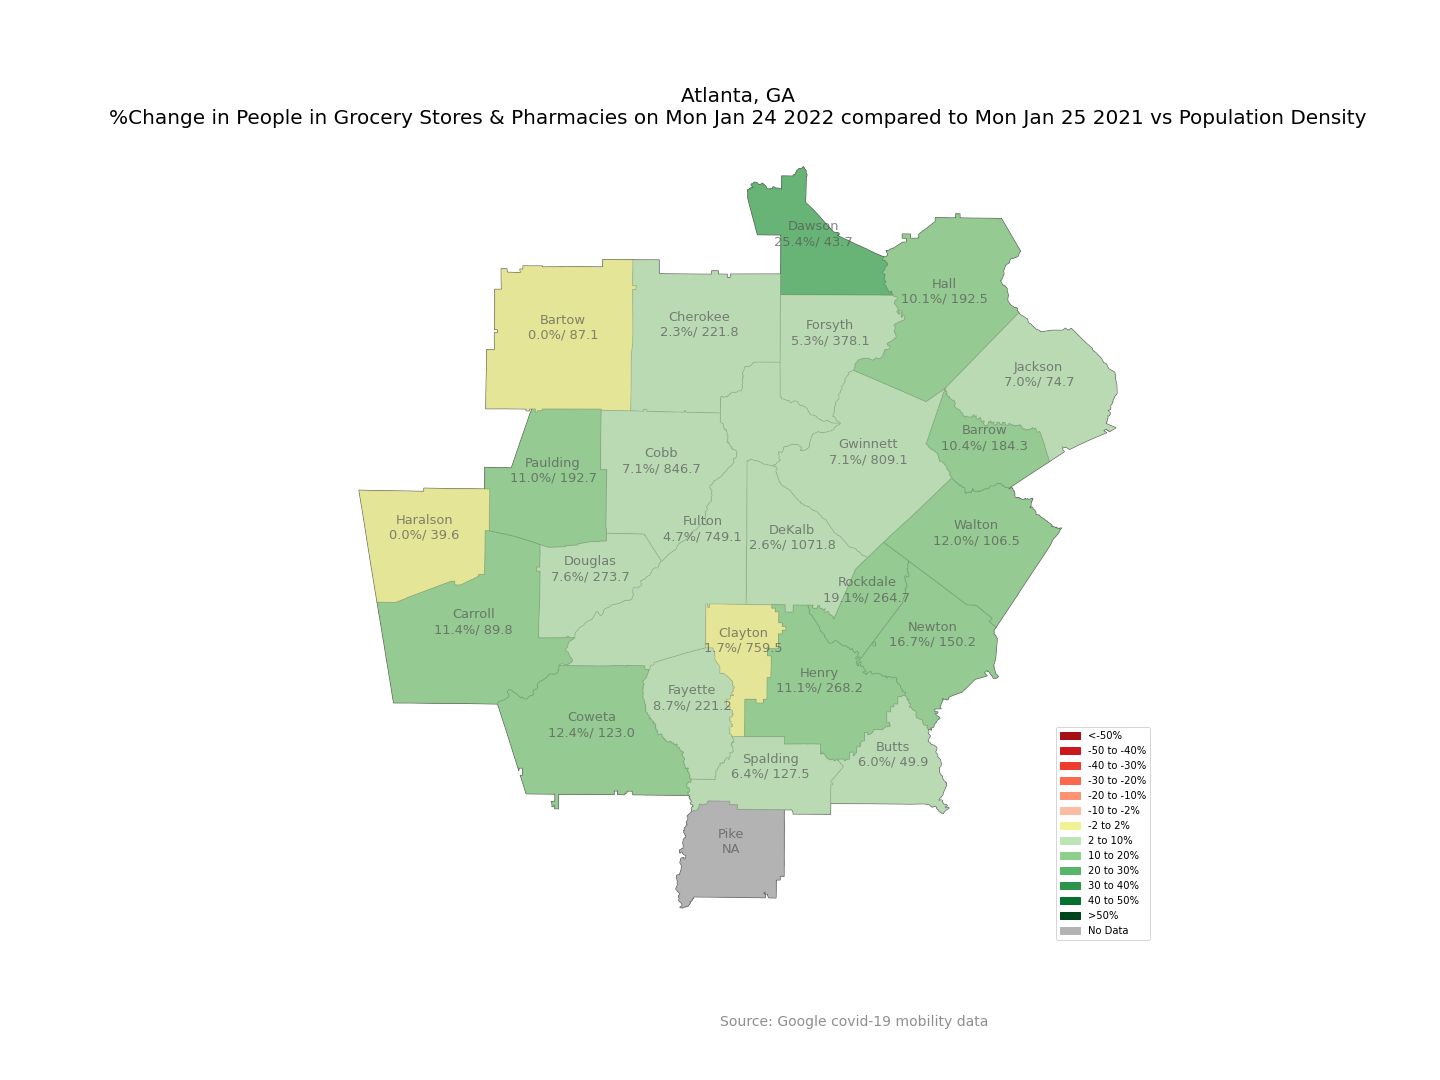 Atlanta, GA
%Change in People in Grocery Stores & Pharmacies on Mon Jan 24 2022 compared to Mon Jan 25 2021 vs Population Density
Dawson
25.4%/ 43.7
Hall
10.1%/ 192.5
Bartow
0.0%/ 87.1
Cherokee
2.3%/ 221.8
Forsyth
5.3%/ 378.1
Jackson
7.0%/ 74.7
Barrow
10.4%/ 184.3
Gwinnett
7.1%/ 809.1
Cobb
7.1%/ 846.7
Paulding
11.0%/ 192.7
Haralson
0.0%/ 39.6
Fulton
4.7%/ 749.1
DeKalb
2.6%/ 1071.8
Walton
12.0%/ 106.5
Douglas
7.6%/ 273.7
Rockdale
19.1%/ 264.7
Carroll
11.4%/ 89.8
Clayton
1.7%/ 759.5
Newton
16.7%/ 150.2
Henry
11.1%/ 268.2
Fayette
8.7%/ 221.2
Coweta
12.4%/ 123.0
Spalding
6.4%/ 127.5
Butts
6.0%/ 49.9
Pike
NA
<-50%
-50 to -40%
-40 to -30%
-30 to -20%
-20 to -10%
-10 to -2%
-2 to 2%
2 to 10%
10 to 20%
20 to 30%
30 to 40%
40 to 50%
>50%
No Data
Source: Google covid-19 mobility data